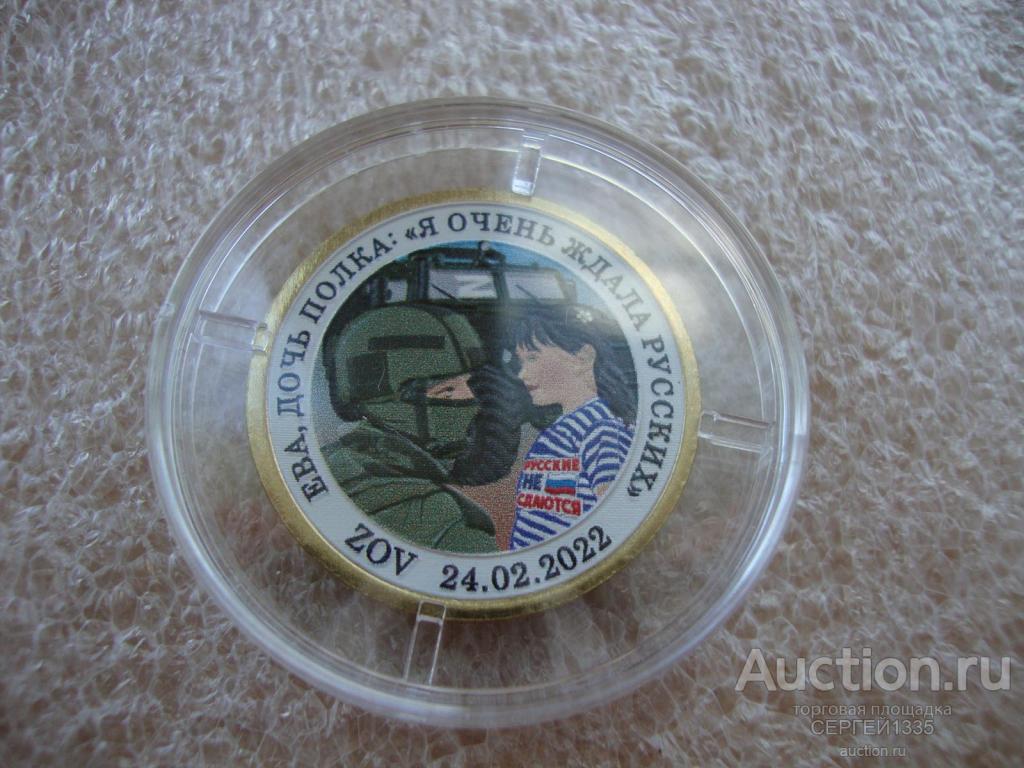 ЕВА, ДОЧЬ ПОЛКА: «Я ОЧЕНЬ ЖДАЛА РУССКИХ»
Z
РУССКИЕ
НЕ
СДАЮТСЯ
ZOV 24.02.2022
Auction.ru
торговая площадка
СЕРГЕЙ1335
auction.ru